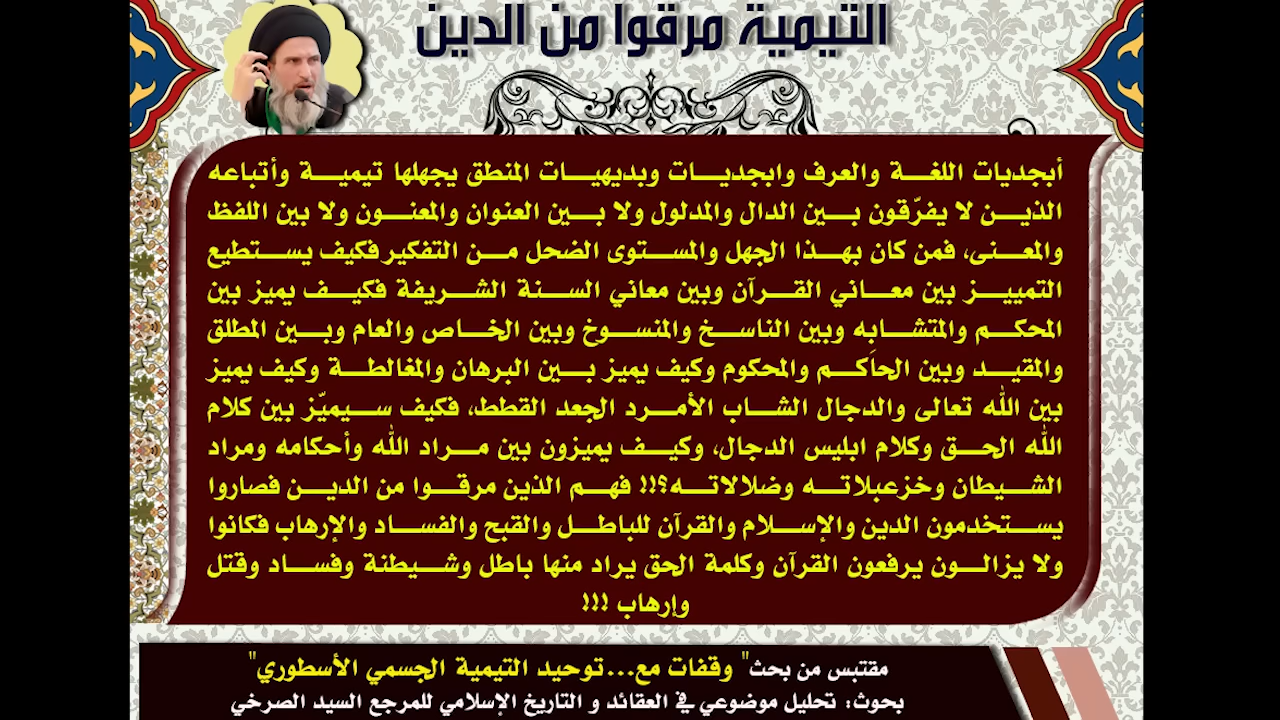 التيمية مرقوا من الدين
أبجديات اللغة والعرف وابجديات وبديهيات المنطق يجهلها تيمية وأتباعه
الذين لا يفرّقون بين الدال والمدلول ولا بين العنوان والمعنون ولا بين اللفظ
والمعنى، فمن كان بهذا الجهل والمستوى الضحل من التفكير فكيف يستطيع
التمييز بين معاني القرآن وبين معاني السنة الشريفة فكيف يميز بين
المحكم والمتشابه وبين الناسخ والمنسوخ وبين الخاص والعام وبين المطلق
والمقيد وبين الحاَكم والمحكوم وكيف يميز بين البرهان والمغالطة وكيف يميز
بين الله تعالى والدجال الشاب الأمرد الجعد القطط، فكيف سيميّز بين كلام
الله الحق وكلام ابليس الدجال، وكيف يميزون بين مراد الله وأحكامه ومراد
الشيطان وخزعبلاته وضلالاته؟!! فهم الذين مرقوا من الدين فصاروا
يستخدمون الدين والإسلام والقرآن للباطل والقبح والفساد والإرهاب فكانوا
ولا يزالون يرفعون القرآن وكلمة الحق يراد منها باطل وشيطنة وفساد وقتل
وإرهاب !!!
مقتبس من بحث" وقفات مع...توحيد التيمية الجسمي الأسطوري"
بحوث: تحليل موضوعي في العقائد و التاريخ الإسلامي للمرجع السيد الصرخي